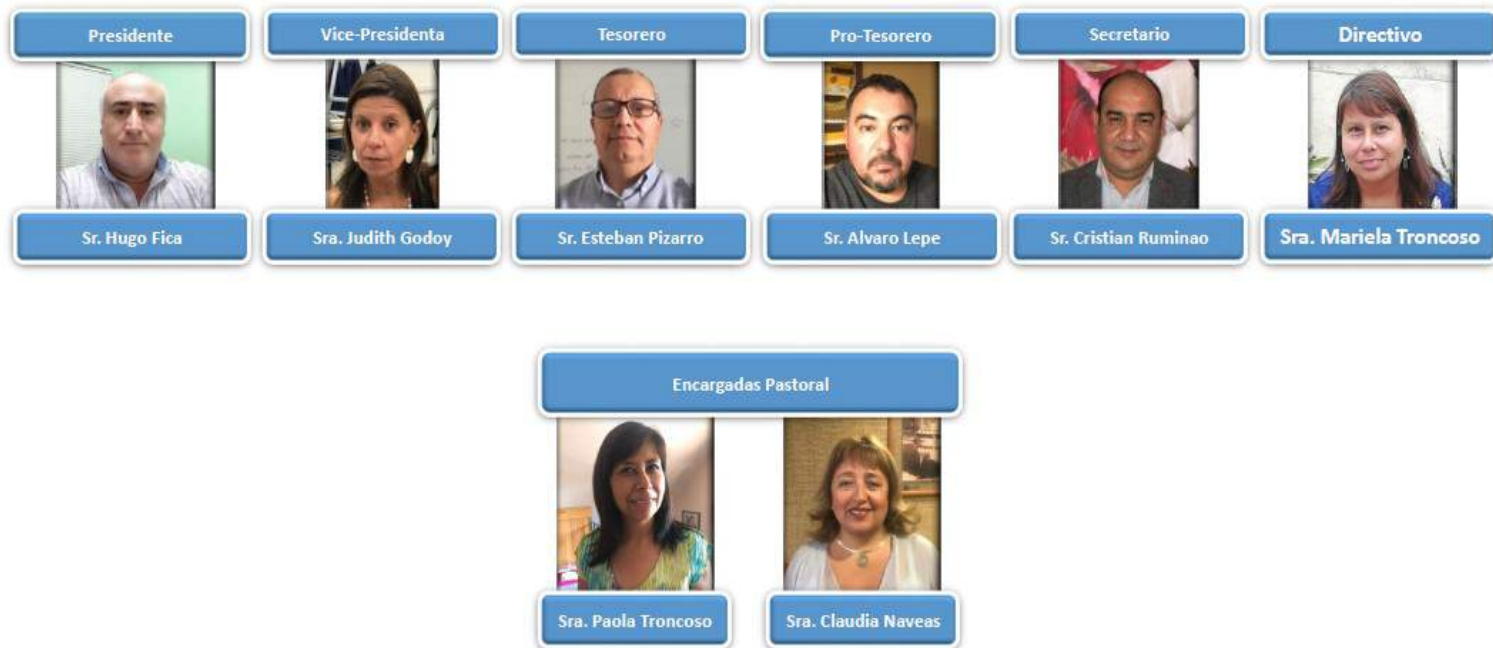 Presidente
Vice-Presidenta
Tesorero
Pro-Tesorero
Secretario
Directivo
Sr. Hugo Fica
Sra. Judith Godoy
Sr. Esteban Pizarro
Sr. Alvaro Lepe
Sr. Cristian Ruminao
Sra. Mariela Troncoso
Encargadas Pastoral
Sra. Paola Troncoso
Sra. Claudia Naveas